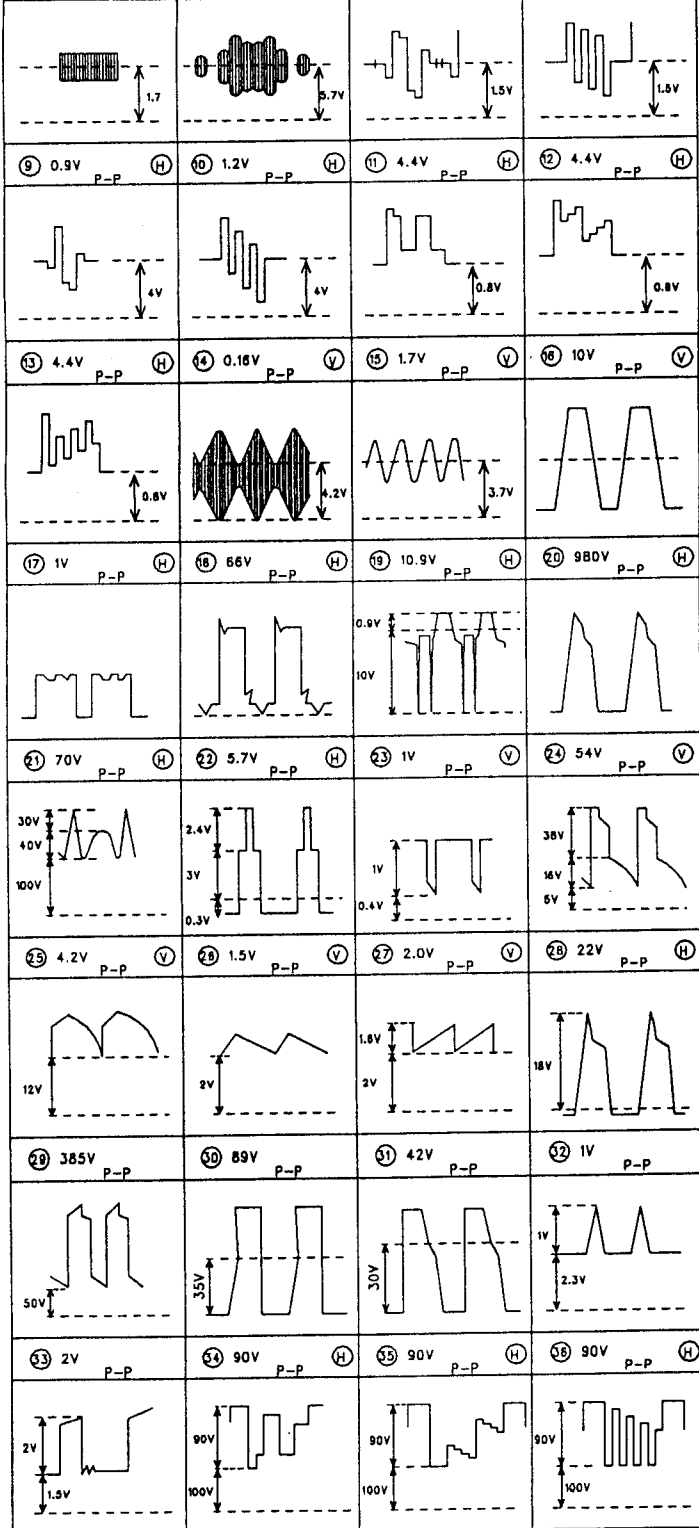 1.7
5.7V
1.5V
1.5V
⑨ 0.9V P-P Ⓗ
⑩ 1.2V P-P Ⓗ
⑪ 4.4V P-P Ⓗ
⑫ 4.4V P-P Ⓗ
4V
4V
0.8V
0.8V
⑬ 4.4V P-P Ⓗ
⑭ 0.16V P-P Ⓥ
⑮ 1.7V P-P Ⓥ
⑯ 10V P-P Ⓥ
0.8V
4.2V
3.7V
⑰ 1V P-P Ⓗ
⑱ 66V P-P Ⓗ
⑲ 10.9V P-P Ⓗ
⑳ 980V P-P Ⓗ
0.9V
10V
㉑ 70V P-P Ⓗ
㉒ 5.7V P-P Ⓗ
㉓ 1V P-P Ⓥ
㉔ 54V P-P Ⓥ
30V
40V
100V
2.4V
3V
0.3V
1V
0.4V
38V
16V
5V
㉕ 4.2V P-P Ⓥ
㉖ 1.5V P-P Ⓥ
㉗ 2.0V P-P Ⓥ
㉘ 22V P-P Ⓗ
12V
2V
1.8V
2V
18V
㉙ 385V P-P
㉚ 89V P-P
㉛ 42V P-P
㉜ 1V P-P
50V
35V
30V
1V
2.3V
㉝ 2V P-P
㉞ 90V P-P Ⓗ
㉟ 90V P-P Ⓗ
㊱ 90V P-P Ⓗ
2V
1.5V
90V
100V
90V
100V
90V
100V